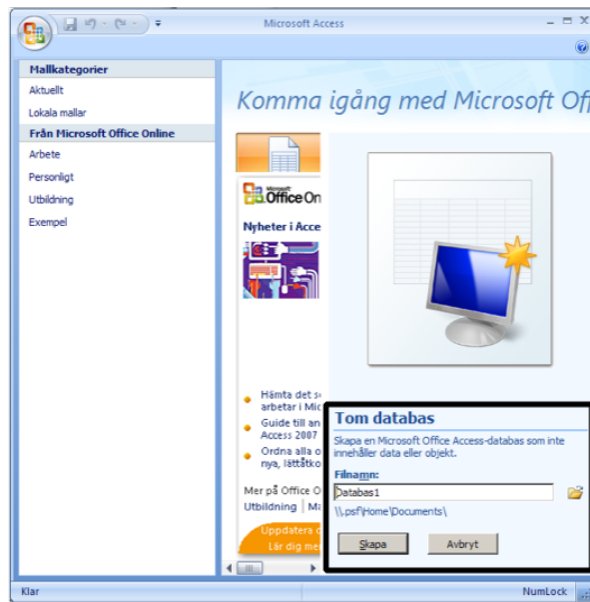 Microsoft Access
Mallkategorier
Aktuellt
Lokala mallar
Från Microsoft Office Online
Arbete
Personligt
Utbildning
Exempel
Komma igång med Microsoft Off
Microsoft
Office On
Nyheter i Acce
Hämta det s
arbetar i Mic
Guide till an
Access 2007
Ordna alla o
nya, lättåtko
Mer på Office O
Utbildning | Ma
Uppdatera d
Lär dig mer
Tom databas
Skapa en Microsoft Office Access-databas som inte
innehåller data eller objekt.
Filnamn:
Databas1
\\.psf\Home\Documents\
Skapa Avbryt
Klar NumLock